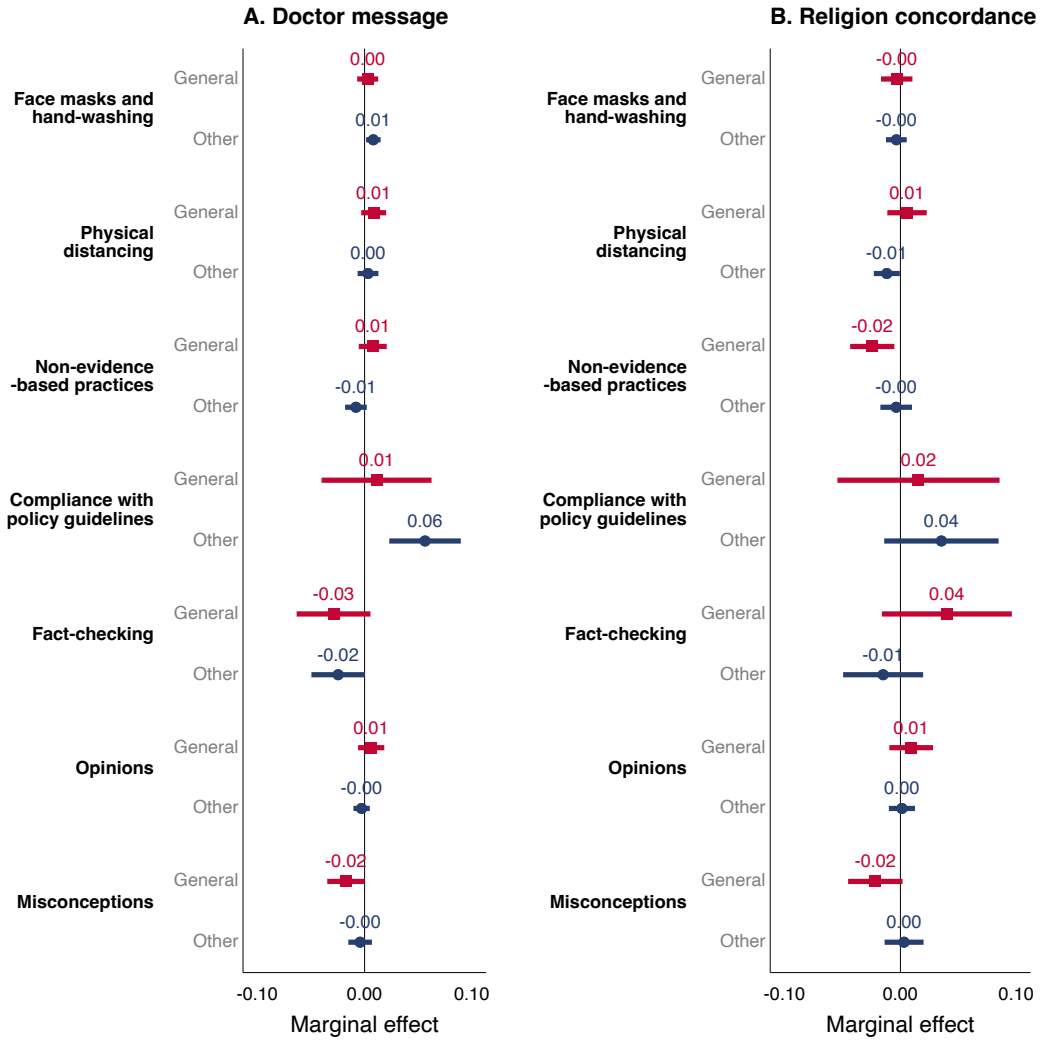 A. Doctor message
0.00
General
Face masks and
hand-washing
0.01
Other
0.01
General
Physical
distancing
0.00
Other
0.01
General
Non-evidence
-based practices
-0.01
Other
0.01
General
Compliance with
policy guidelines
0.06
Other
-0.03
General
Fact-checking
-0.02
Other
0.01
General
Opinions
-0.00
Other
-0.02
General
Misconceptions
-0.00
Other
-0.10 0.00 0.10
Marginal effect
B. Religion concordance
-0.00
General
Face masks and
hand-washing
-0.00
Other
0.01
General
Physical
distancing
-0.01
Other
-0.02
General
Non-evidence
-based practices
-0.00
Other
0.02
General
Compliance with
policy guidelines
0.04
Other
0.04
General
Fact-checking
-0.01
Other
0.01
General
Opinions
0.00
Other
-0.02
General
Misconceptions
0.00
Other
-0.10 0.00 0.10
Marginal effect